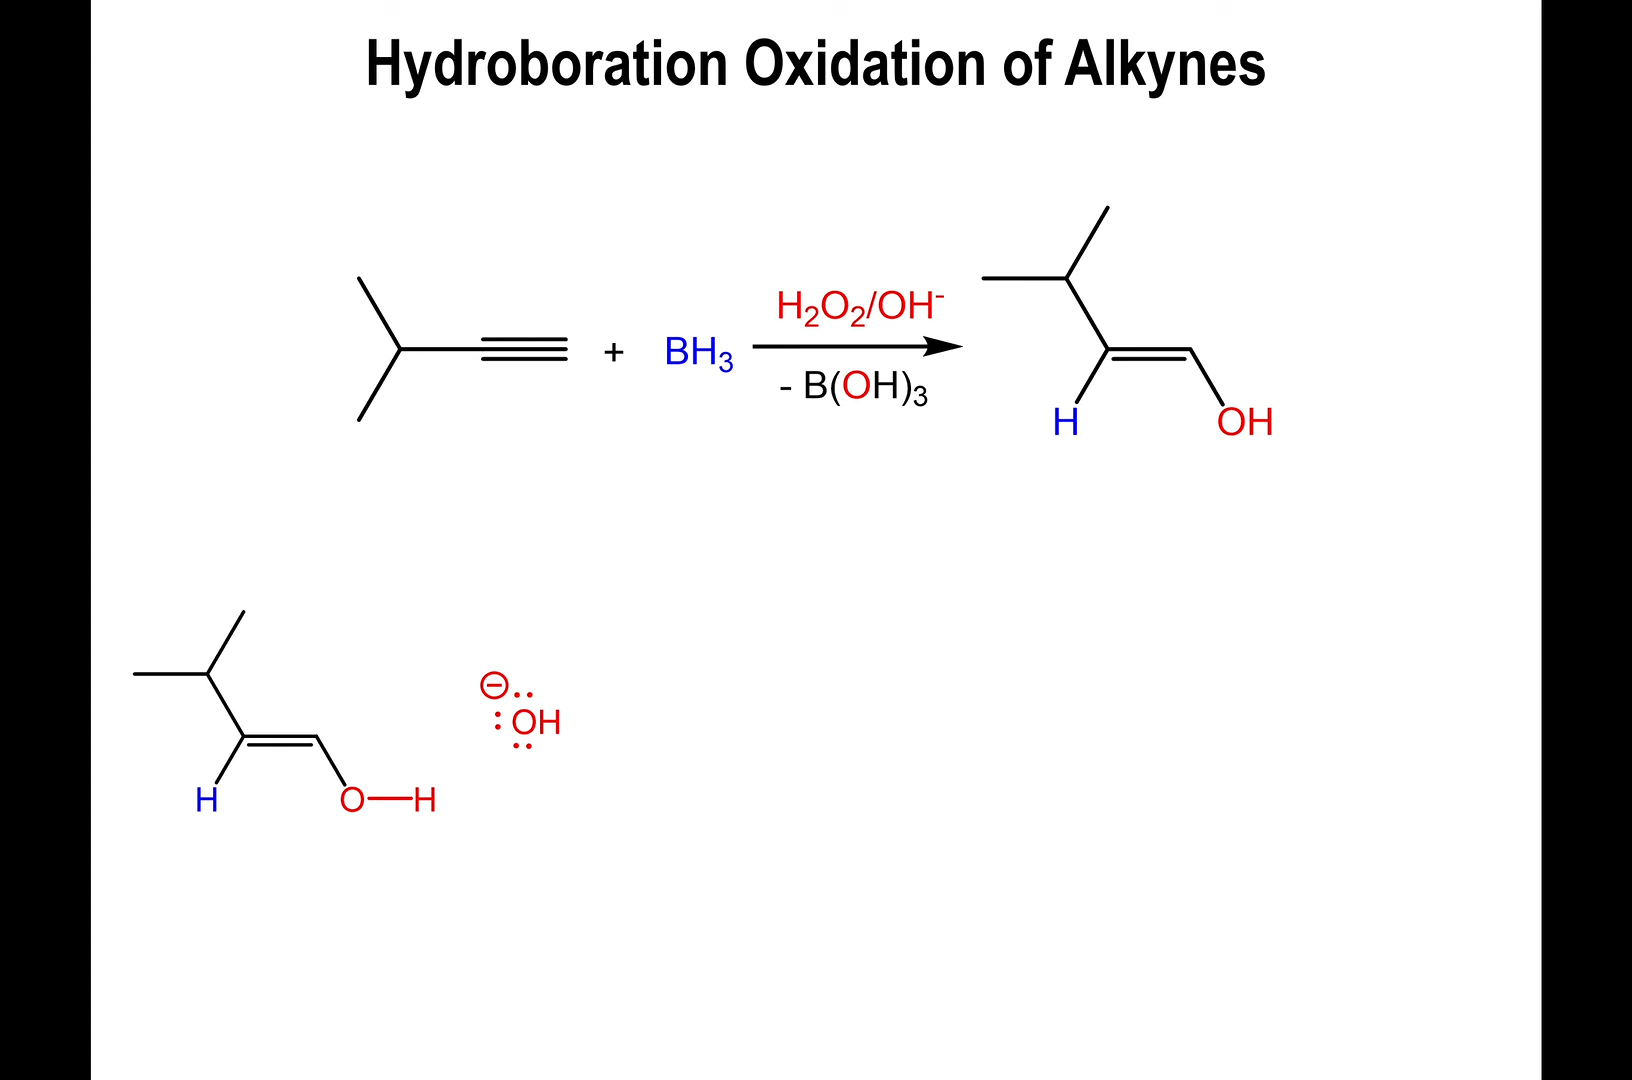 Hydroboration Oxidation of Alkynes
+ BH₃
H₂O₂/OH⁻
- B(OH)₃
H OH
⊖
:OH
H O H